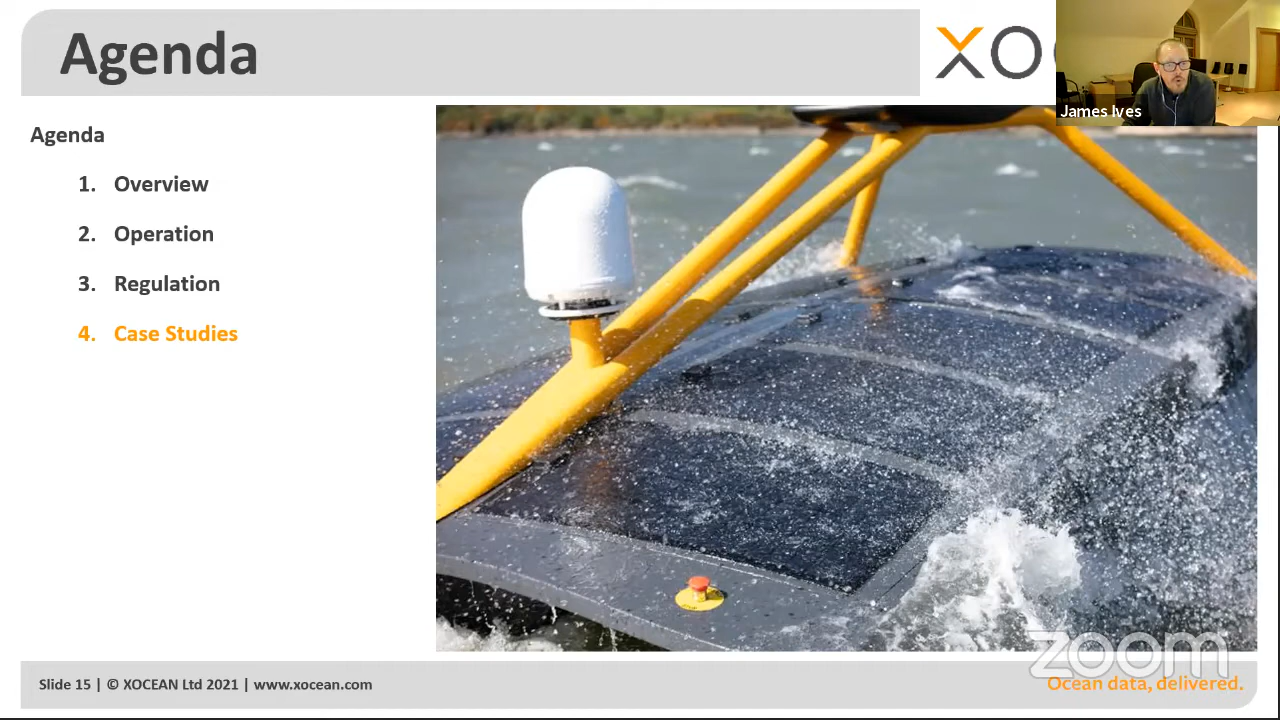 Agenda
XO
James Ives
Agenda
1. Overview
2. Operation
3. Regulation
4. Case Studies
zoom
Slide 15 | © XOCEAN Ltd 2021 | www.xocean.com
Ocean data, delivered.